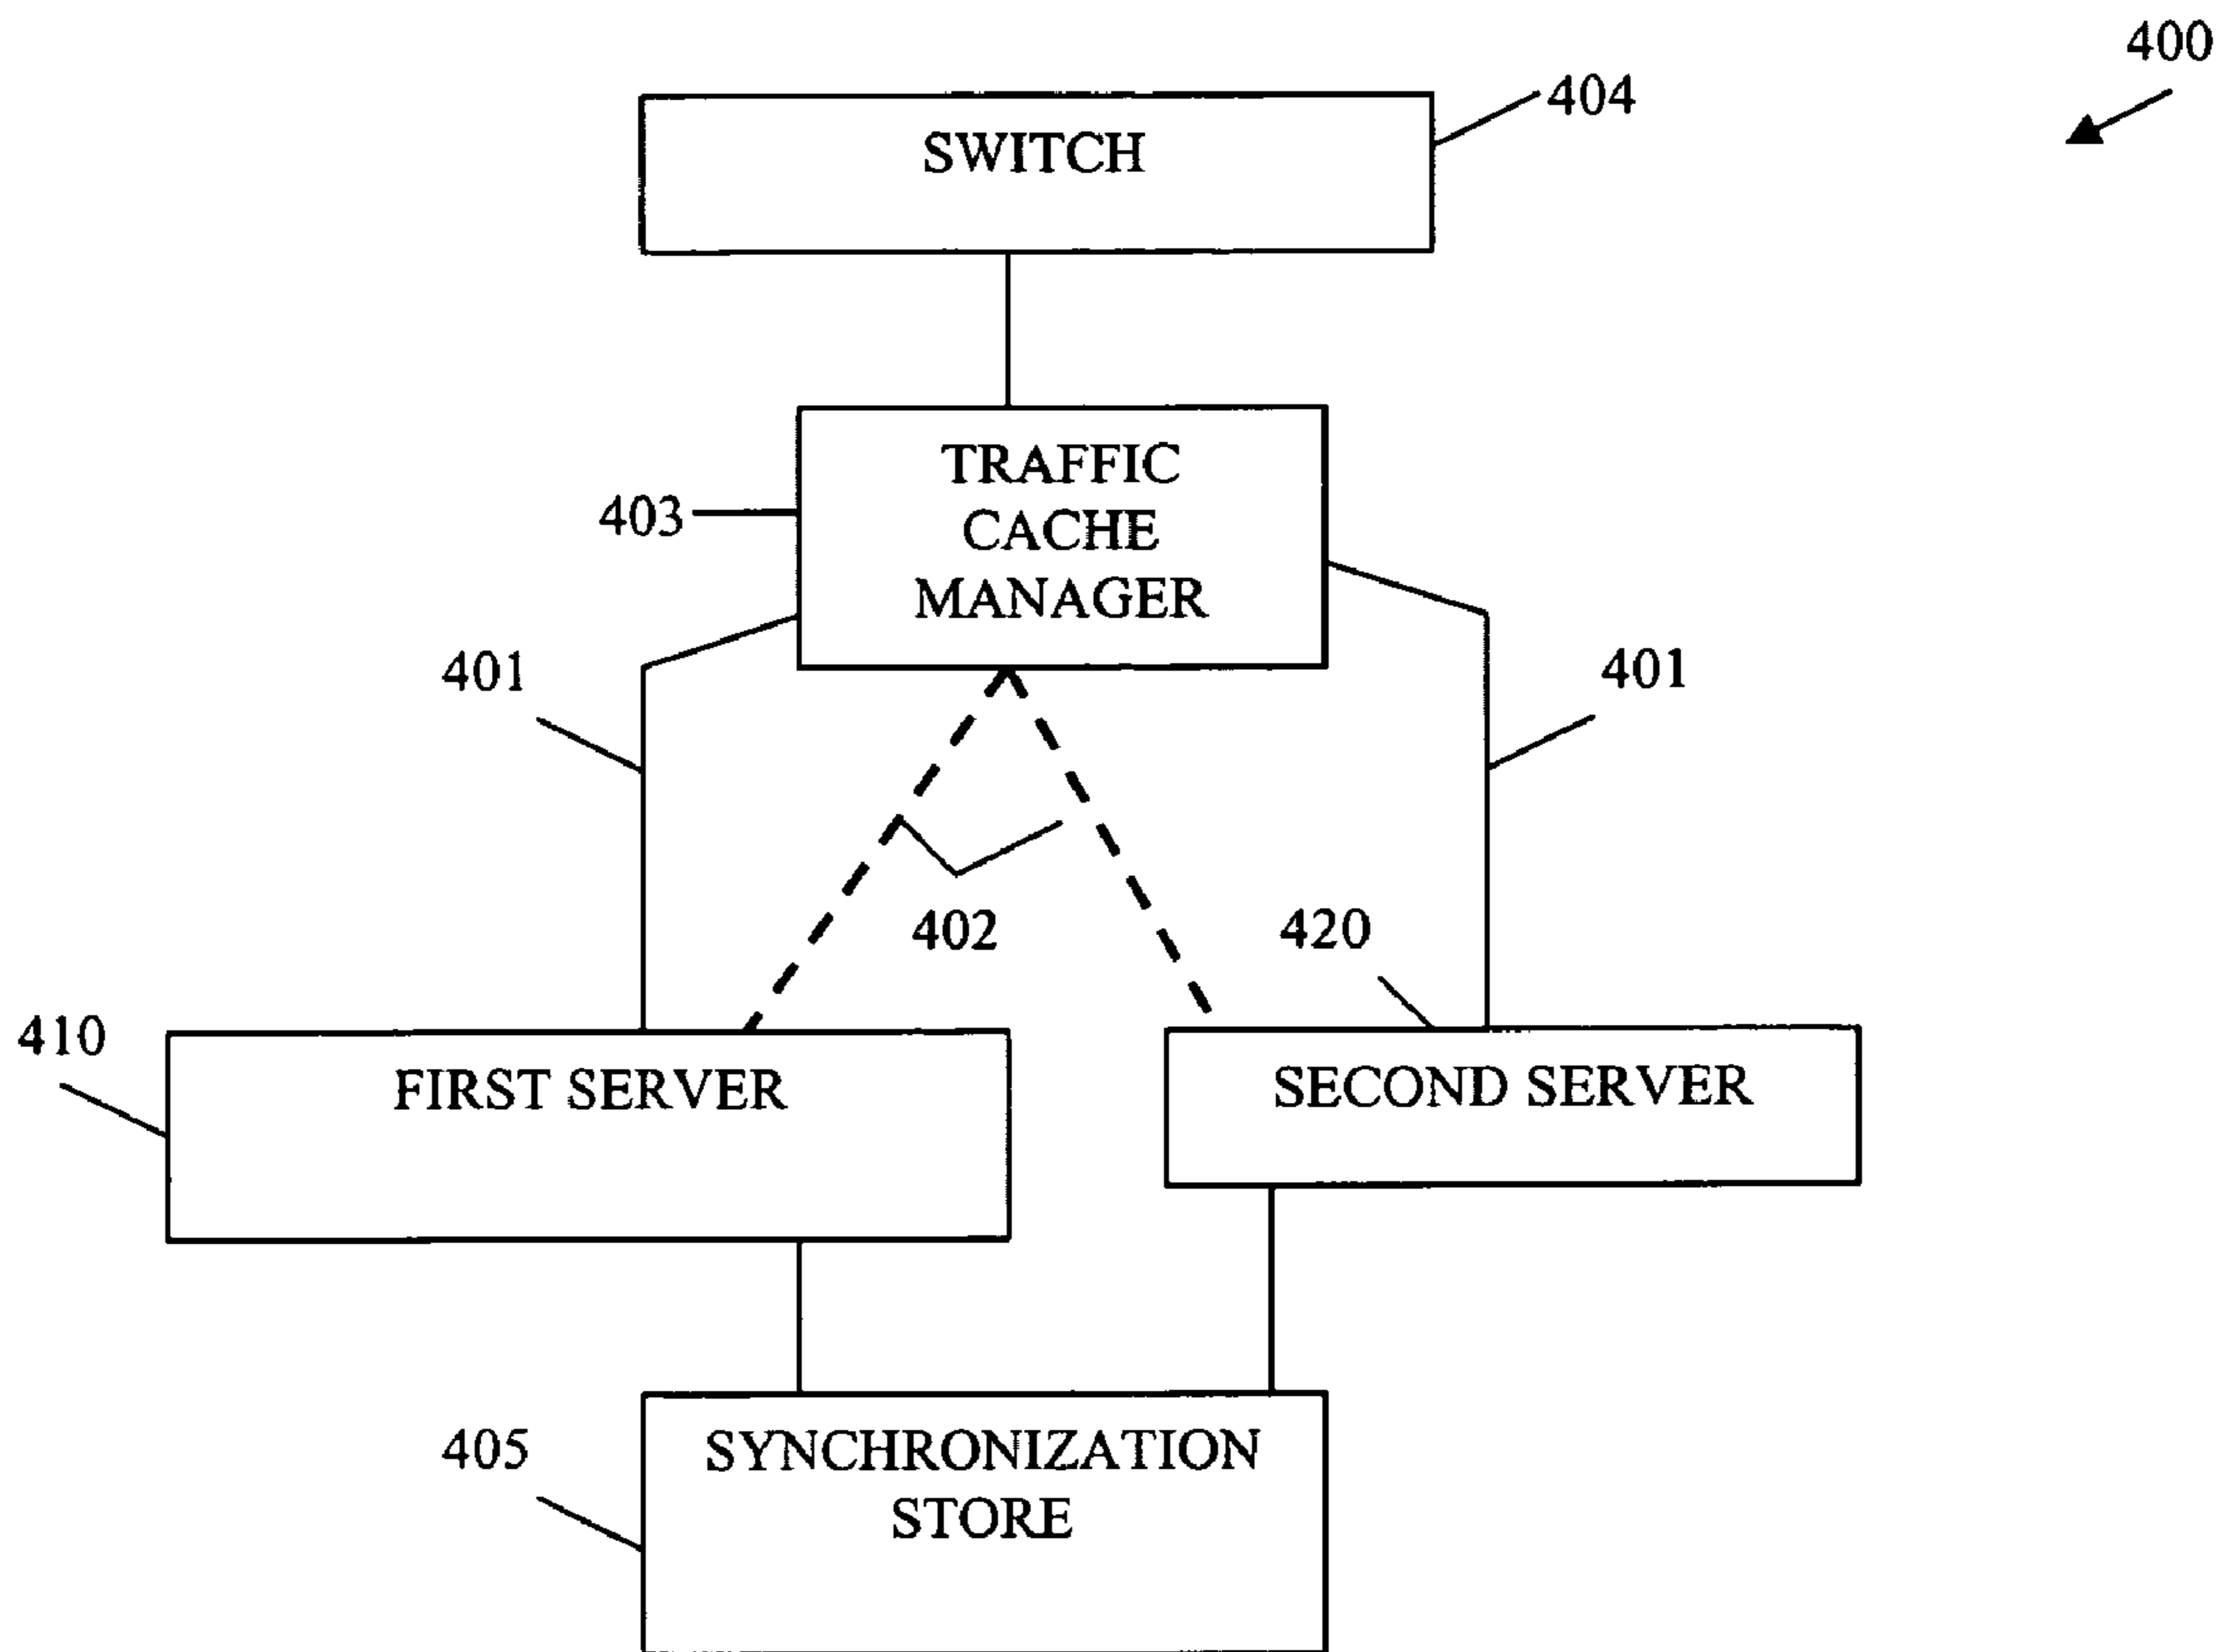 400
404
SWITCH
TRAFFIC
CACHE
MANAGER
403
401
401
402
420
410
FIRST SERVER
SECOND SERVER
405
SYNCHRONIZATION
STORE